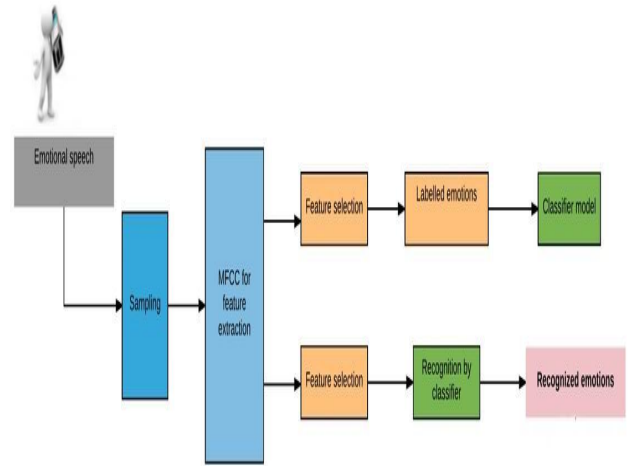 Emotional speech
Sampling
MFCC for
feature
extraction
Feature selection
Labelled emotions
Classifier model
Feature selection
Recognition by
classifier
Recognized emotions